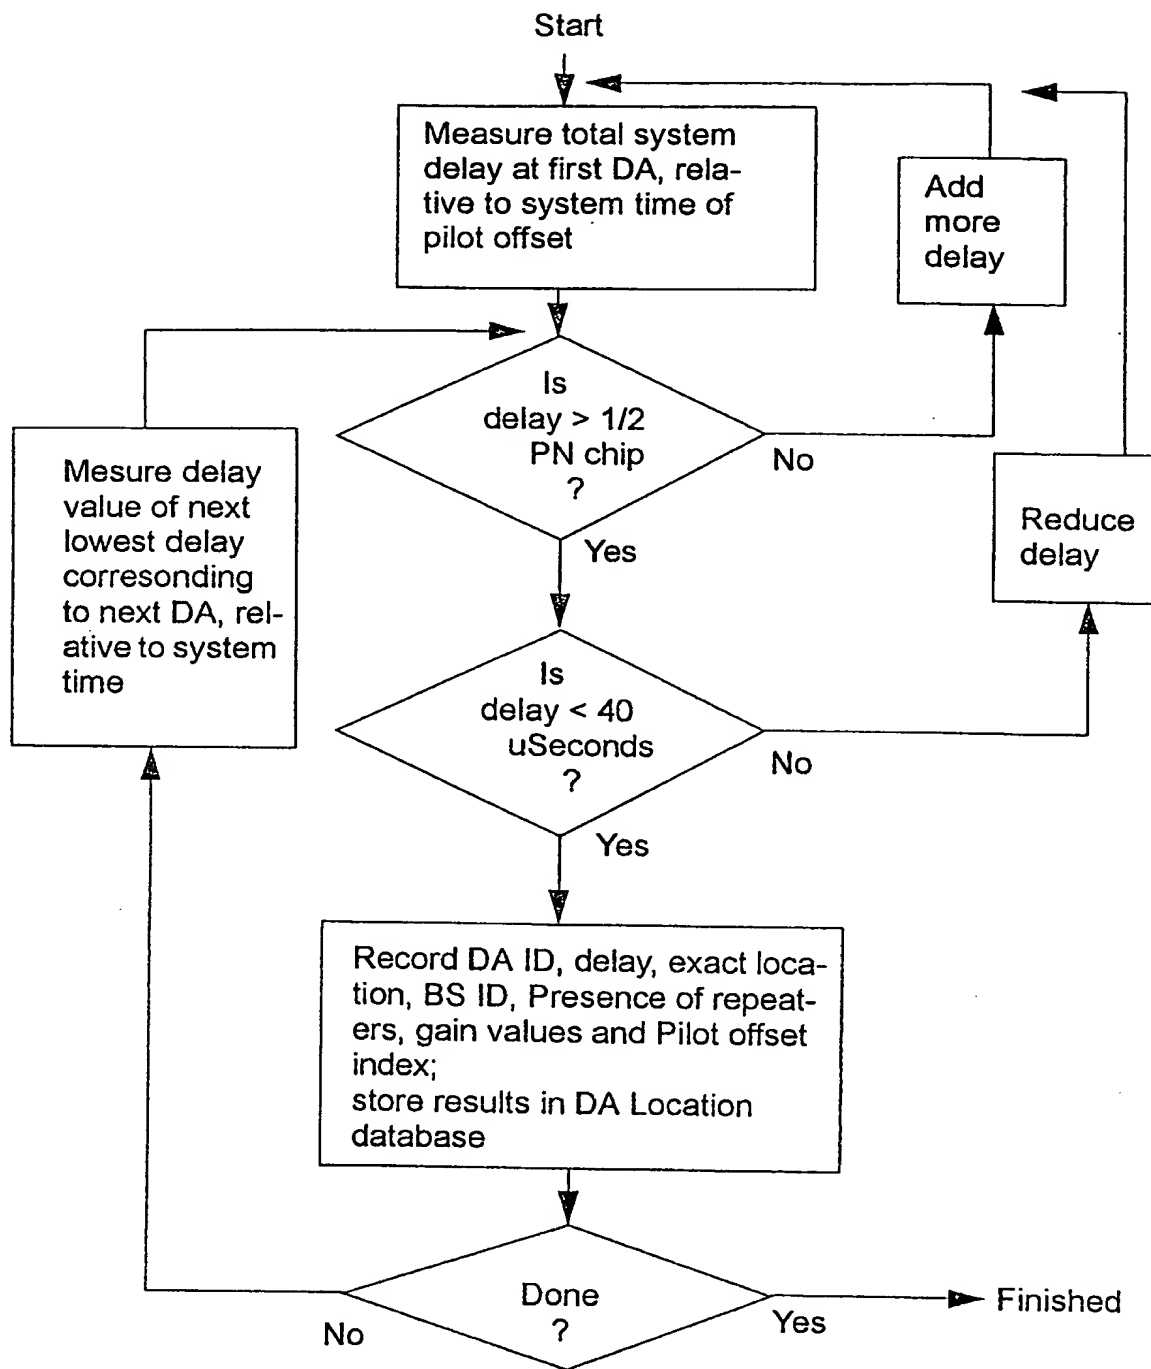 Start
Measure total system
delay at first DA, rela-
tive to system time of
pilot offset
Add
more
delay
Is
delay > 1/2
PN chip
?
No
Yes
Mesure delay
value of next
lowest delay
corresonding
to next DA, rel-
ative to system
time
Reduce
delay
Is
delay < 40
uSeconds
?
No
Yes
Record DA ID, delay, exact loca-
tion, BS ID, Presence of repeat-
ers, gain values and Pilot offset
index;
store results in DA Location
database
Done
?
No
Yes
Finished